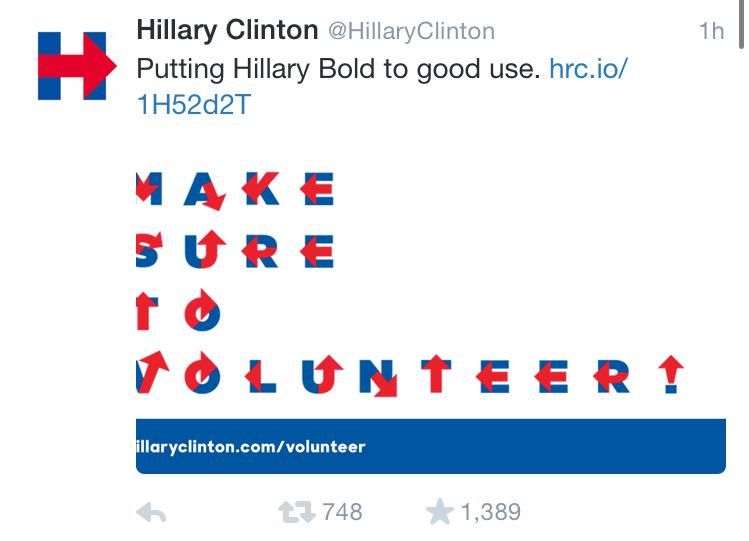 Hillary Clinton @HillaryClinton 1h
Putting Hillary Bold to good use. hrc.io/
1H52d2T
MAKE
SURE
TO
VOLUNTEER!
illaryclinton.com/volunteer
748 1,389